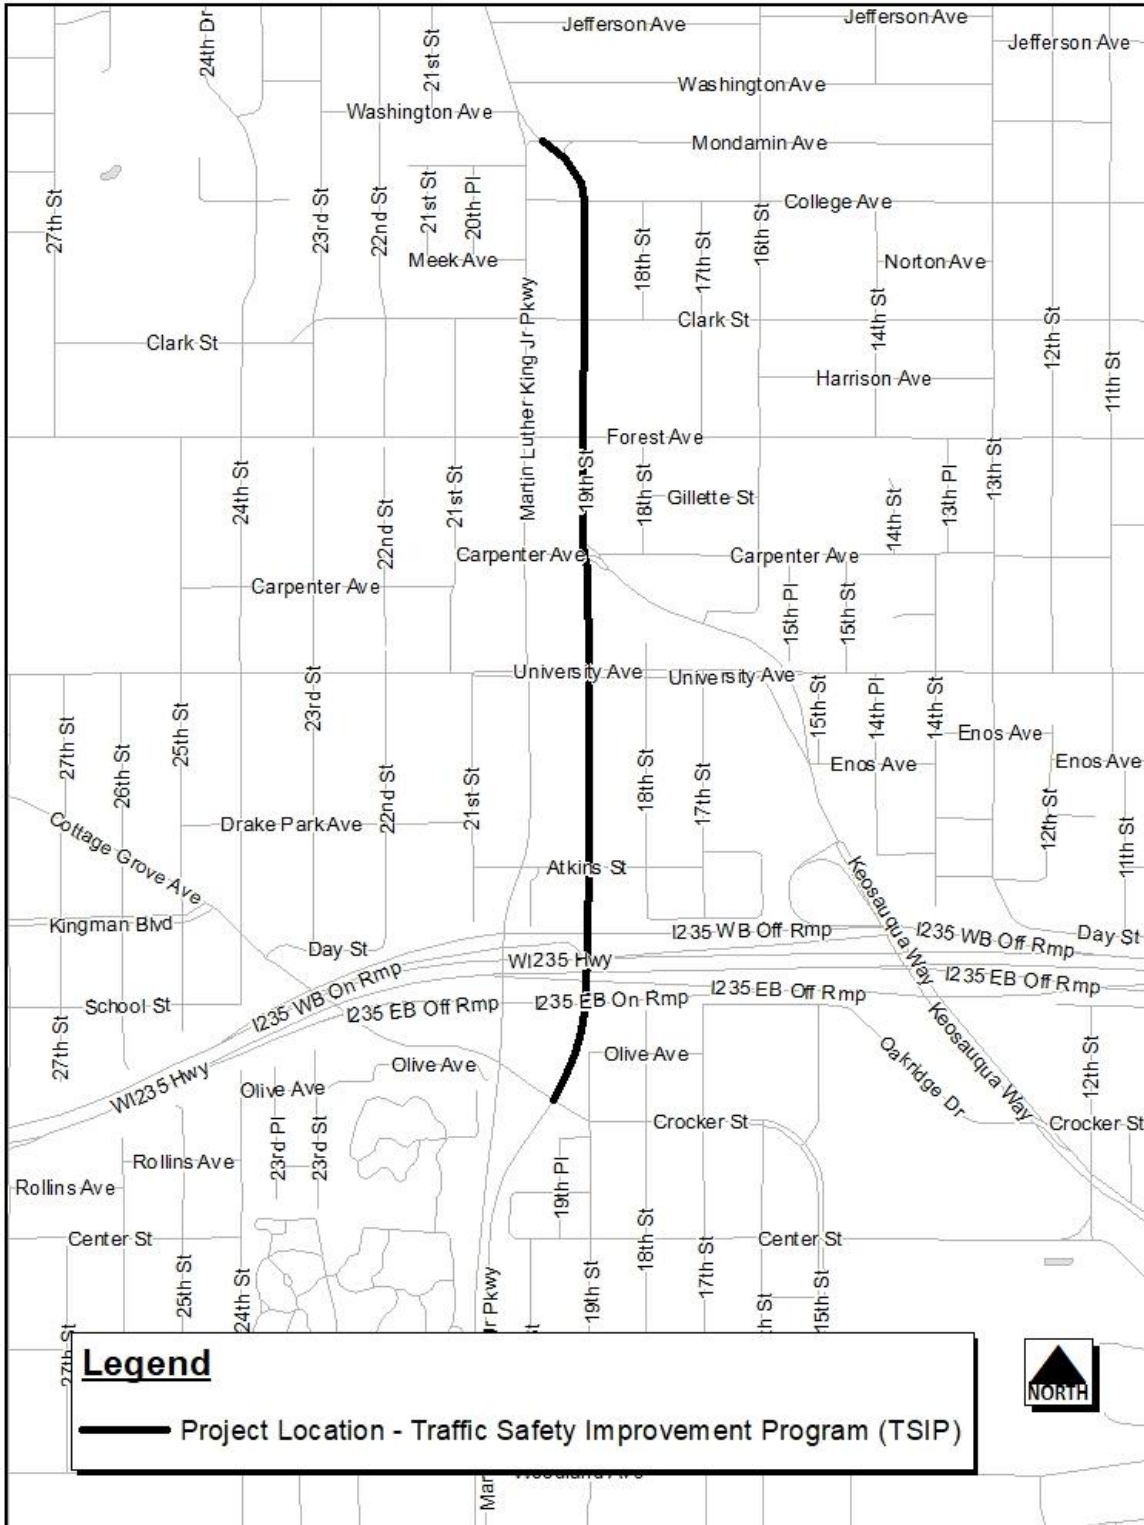 24th Dr
21st St
Jefferson Ave
Jefferson Ave
Jefferson Ave
Washington Ave
Washington Ave
Mondamin Ave
27th St
23rd St
22nd St
21st St
20th Pl
College Ave
18th St
17th St
16th St
Meek Ave
Norton Ave
Martin Luther King Jr Pkwy
Clark St
14th St
12th St
Clark St
11th St
Harrison Ave
Forest Ave
24th St
22nd St
21st St
19th St
18th St
Gillette St
14th St
13th Pl
13th St
Carpenter Ave
Carpenter Ave
Carpenter Ave
15th Pl
15th St
University Ave
University Ave
23rd St
27th St
26th St
25th St
15th St
14th Pl
14th St
Enos Ave
Enos Ave
Enos Ave
22nd St
21st St
18th St
17th St
Drake Park Ave
12th St
11th St
Cottage Grove Ave
Atkins St
Keosauqua Way
Kingman Blvd
Day St
I235 WB Off Rmp
I235 WB Off Rmp
Day St
WI235 Hwy
I235 WB On Rmp
I235 EB Off Rmp
I235 EB Off Rmp
I235 EB On Rmp
I235 EB Off Rmp
School St
27th St
Keosauqua Way
Oakridge Dr
Olive Ave
Olive Ave
Olive Ave
WI235 Hwy
12th St
Crocker St
Crocker St
23rd Pl
23rd St
Rollins Ave
Rollins Ave
19th Pl
Center St
18th St
Center St
25th St
24th St
Jr Pkwy
19th St
17th St
th St
15th St
St
27th St
Legend
Project Location - Traffic Safety Improvement Program (TSIP)
NORTH
Mar